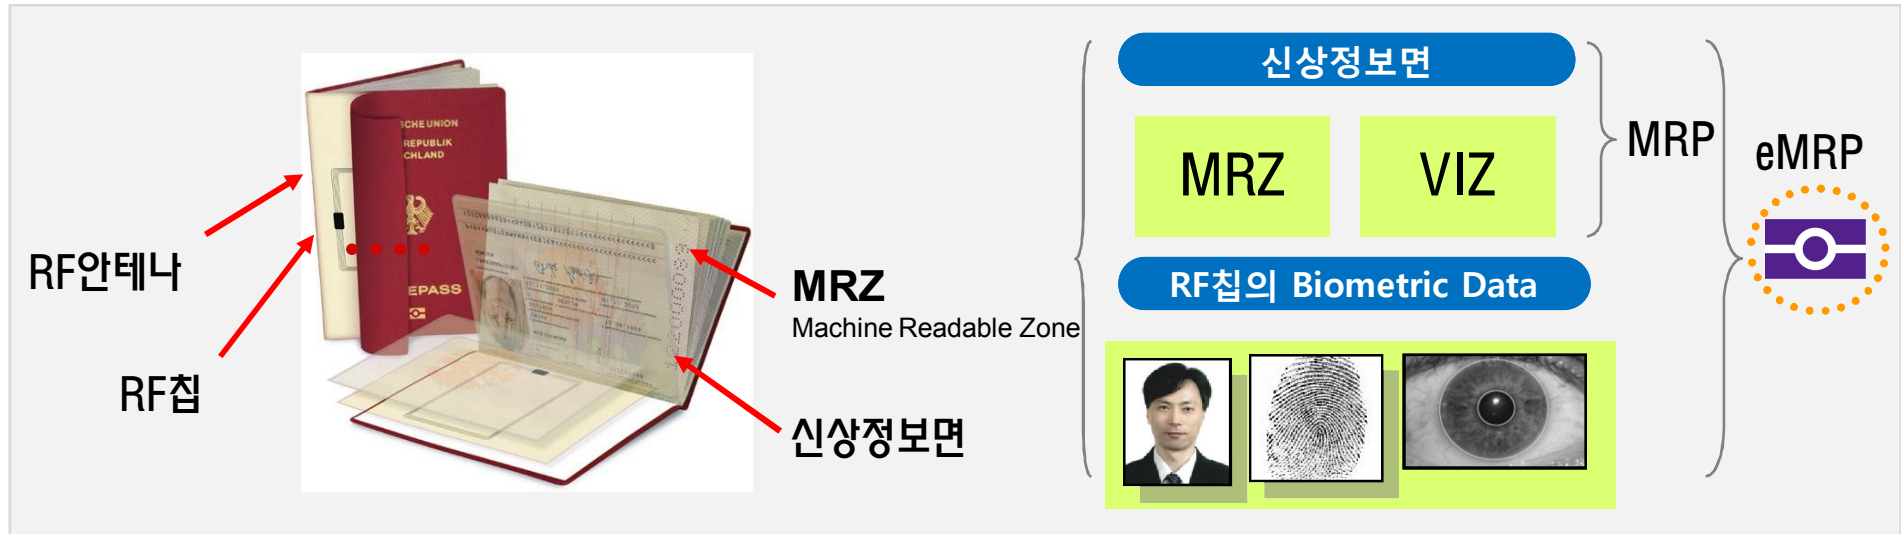 RF안테나
RF칩
SCHE UNION
REPUBLIK
CHLAND
EPASS
MRZ
Machine Readable Zone
신상정보면
신상정보면
MRZ
VIZ
MRP
eMRP
RF칩의 Biometric Data